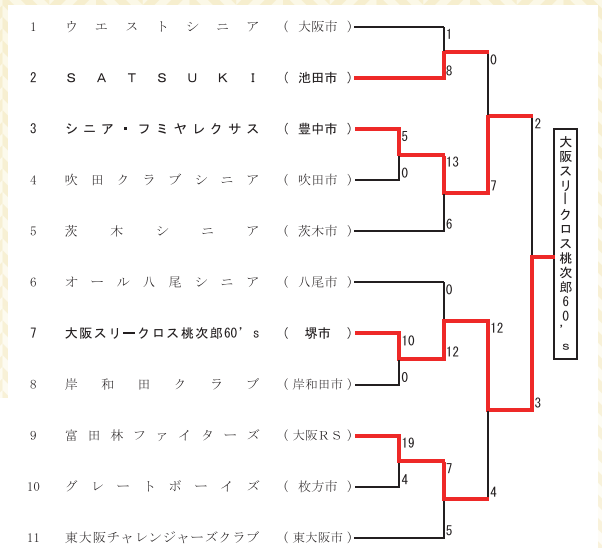 1 ウエストシニア (大阪市)
2 SATSUKI (池田市)
3 シニア・フミヤレクサス (豊中市)
4 吹田クラブシニア (吹田市)
5 茨木シニア (茨木市)
6 オール八尾シニア (八尾市)
7 大阪スリークロス桃次郎60’s (堺市)
8 岸和田クラブ (岸和田市)
9 富田林ファイターズ (大阪RS)
10 グレートボーイズ (枚方市)
11 東大阪チャレンジャーズクラブ (東大阪市)
1
8
5
0
13
6
0
7
10
0
0
12
19
4
7
5
12
4
2
3
大阪スリークロス桃次郎60’s